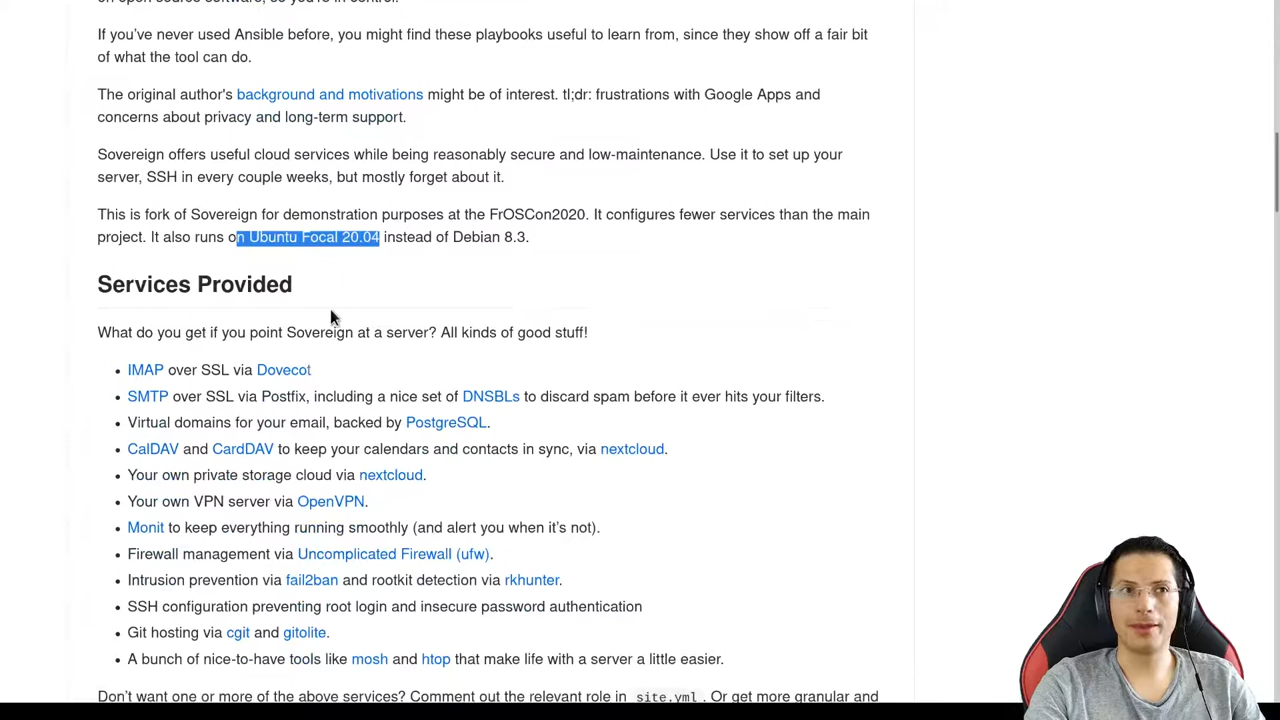 on open source software, so you're in control.
If you've never used Ansible before, you might find these playbooks useful to learn from, since they show off a fair bit
of what the tool can do.
The original author's background and motivations might be of interest. tl;dr: frustrations with Google Apps and
concerns about privacy and long-term support.
Sovereign offers useful cloud services while being reasonably secure and low-maintenance. Use it to set up your
server, SSH in every couple weeks, but mostly forget about it.
This is fork of Sovereign for demonstration purposes at the FrOSCon2020. It configures fewer services than the main
project. It also runs on Ubuntu Focal 20.04 instead of Debian 8.3.
Services Provided
What do you get if you point Sovereign at a server? All kinds of good stuff!
• IMAP over SSL via Dovecot
• SMTP over SSL via Postfix, including a nice set of DNSBLs to discard spam before it ever hits your filters.
• Virtual domains for your email, backed by PostgreSQL.
• CalDAV and CardDAV to keep your calendars and contacts in sync, via nextcloud.
• Your own private storage cloud via nextcloud.
• Your own VPN server via OpenVPN.
• Monit to keep everything running smoothly (and alert you when it's not).
• Firewall management via Uncomplicated Firewall (ufw).
• Intrusion prevention via fail2ban and rootkit detection via rkhunter.
• SSH configuration preventing root login and insecure password authentication
• Git hosting via cgit and gitolite.
• A bunch of nice-to-have tools like mosh and htop that make life with a server a little easier.
Don't want one or more of the above services? Comment out the relevant role in site.yml. Or get more granular and